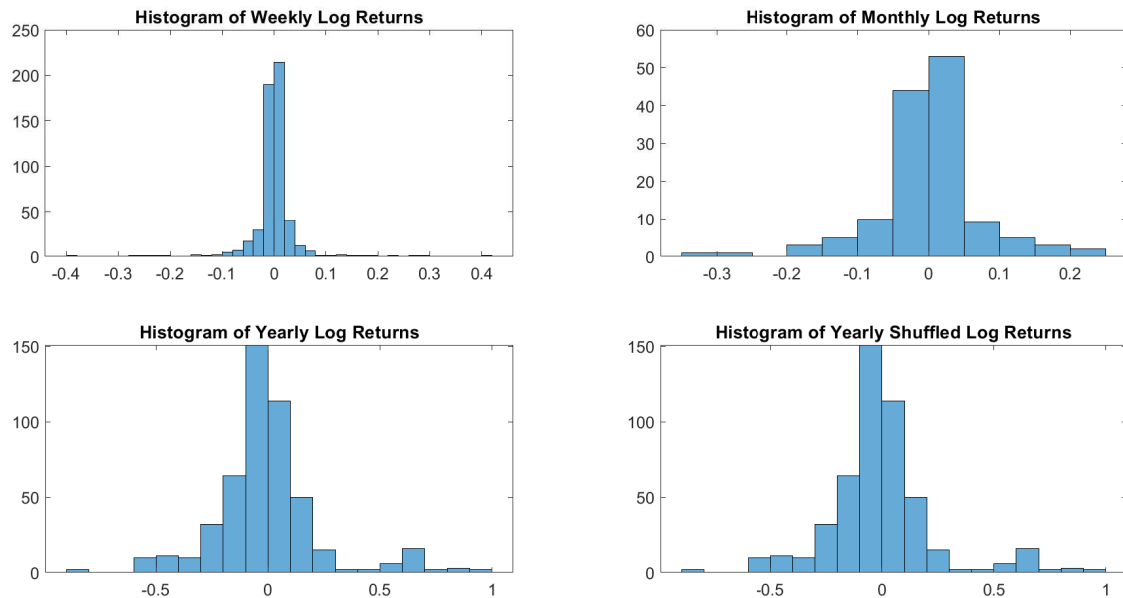 Histogram of Weekly Log Returns
250
200
150
100
50
0
-0.4 -0.3 -0.2 -0.1 0 0.1 0.2 0.3 0.4
Histogram of Monthly Log Returns
60
50
40
30
20
10
0
-0.3 -0.2 -0.1 0 0.1 0.2
Histogram of Yearly Log Returns
150
100
50
0
-0.5 0 0.5 1
Histogram of Yearly Shuffled Log Returns
150
100
50
0
-0.5 0 0.5 1